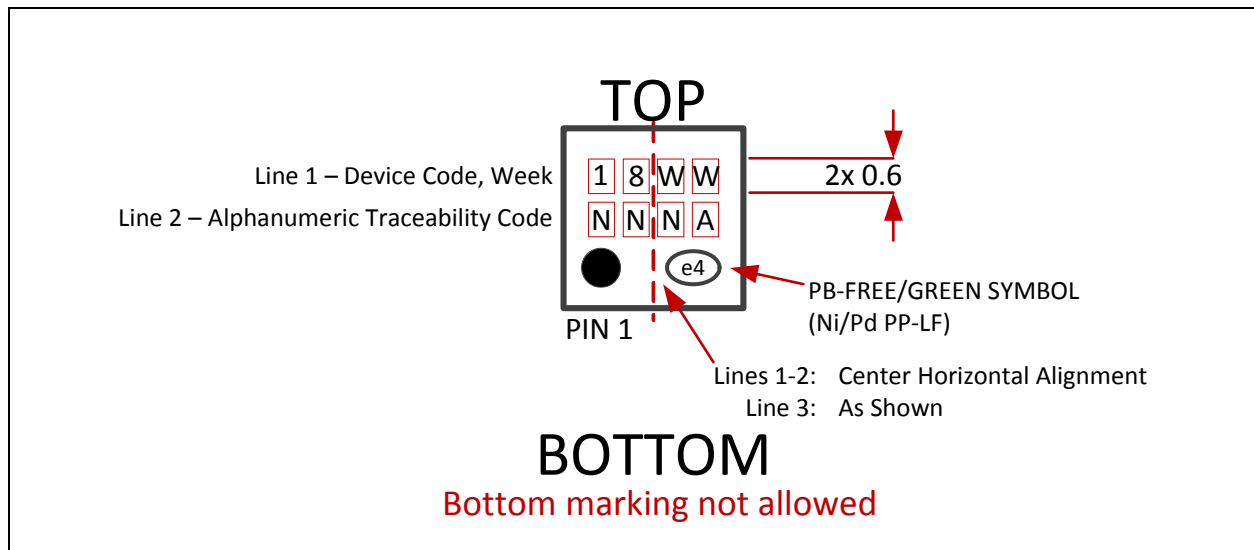 TOP
Line 1 – Device Code, Week
1 8 W W
2x 0.6
Line 2 – Alphanumeric Traceability Code
N N N A
e4
PB-FREE/GREEN SYMBOL
(Ni/Pd PP-LF)
PIN 1
Lines 1-2: Center Horizontal Alignment
Line 3: As Shown
BOTTOM
Bottom marking not allowed